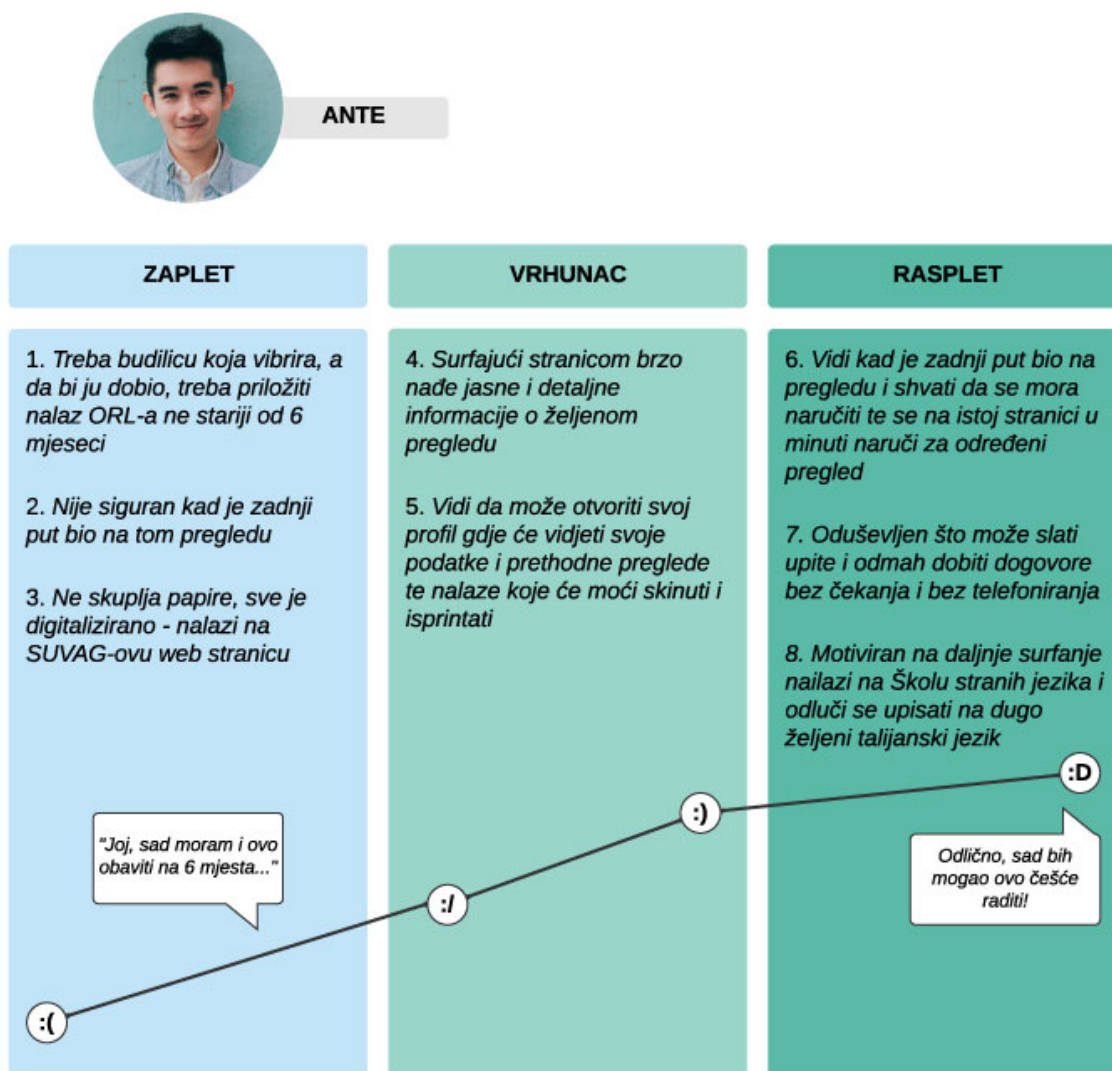 ANTE
ZAPLET
1. Treba budilicu koja vibrira, a
da bi ju dobio, treba priložiti
nalaz ORL-a ne stariji od 6
mjeseci
2. Nije siguran kad je zadnji
put bio na tom pregledu
3. Ne skuplja papire, sve je
digitalizirano - nalazi na
SUVAG-ovu web stranicu
"Joj, sad moram i ovo
obaviti na 6 mjesta..."
:(
VRHUNAC
4. Surfajući stranicom brzo
nađe jasne i detaljne
informacije o željenom
pregledu
5. Vidi da može otvoriti svoj
profil gdje će vidjeti svoje
podatke i prethodne preglede
te nalaze koje će moći skinuti i
isprintati
:/
:)
RASPLET
6. Vidi kad je zadnji put bio na
pregledu i shvati da se mora
naručiti te se na istoj stranici u
minuti naruči za određeni
pregled
7. Oduševljen što može slati
upite i odmah dobiti dogovore
bez čekanja i bez telefoniranja
8. Motiviran na daljnje surfanje
nailazi na Školu stranih jezika i
odluči se upisati na dugo
željeni talijanski jezik
:D
Odlično, sad bih
mogao ovo češće
raditi!